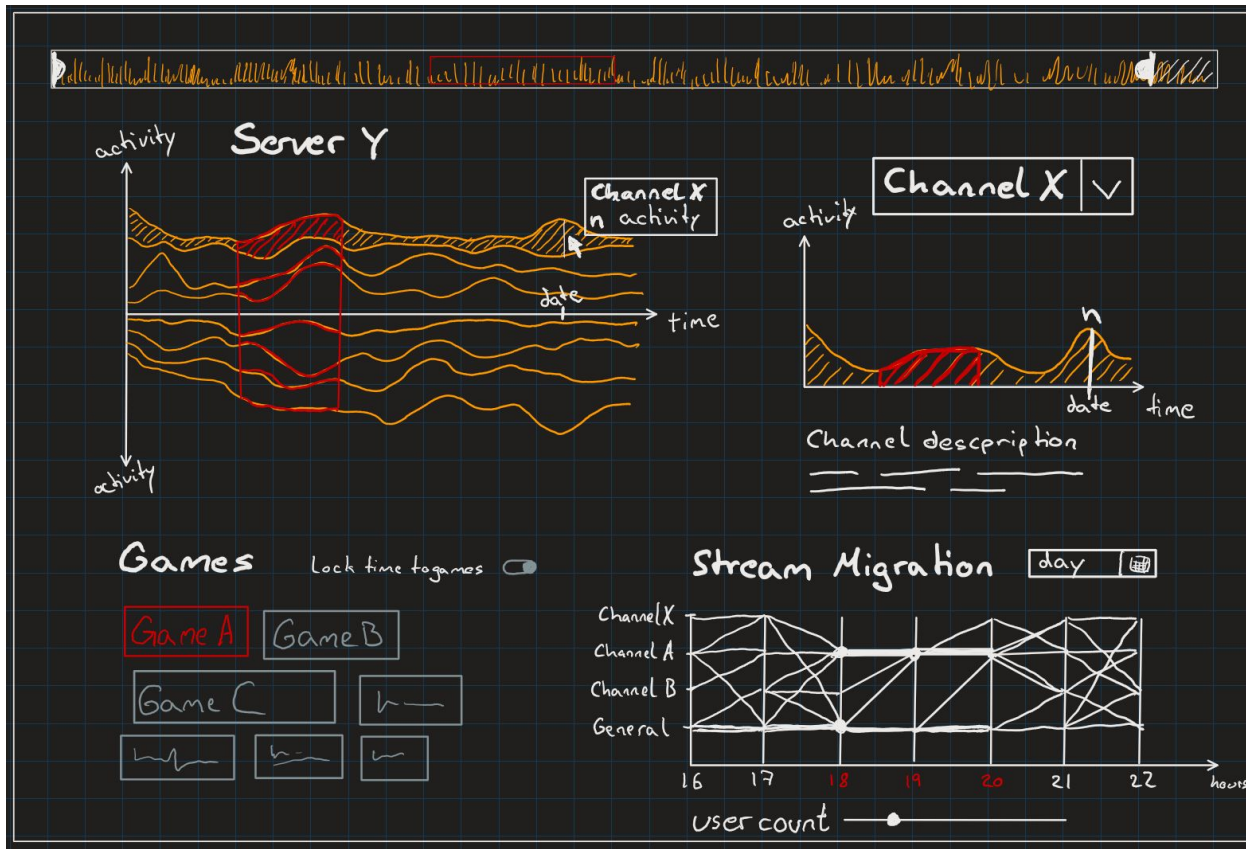 Server Y
activity
Channel X
n activity
date
time
activity
Channel X
activity
n
date
time
Channel descpription
Games
Lock time to games
Game A
Game B
Game C
Stream Migration
day
Channel X
Channel A
Channel B
General
16 17 18 19 20 21 22
hours
user count